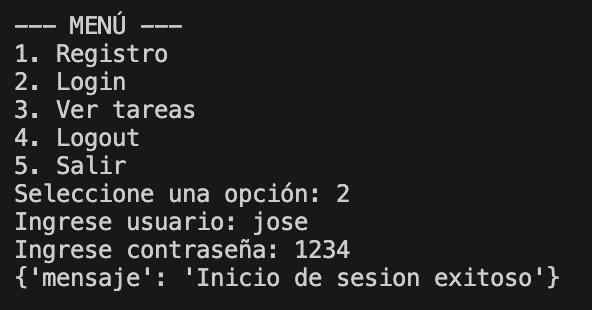 --- MENÚ ---
1. Registro
2. Login
3. Ver tareas
4. Logout
5. Salir
Seleccione una opción: 2
Ingrese usuario: jose
Ingrese contraseña: 1234
{'mensaje': 'Inicio de sesion exitoso'}